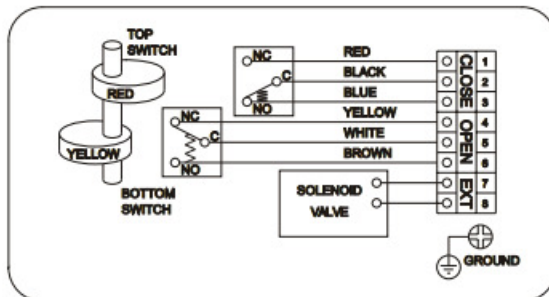 TOP
SWITCH
RED
YELLOW
BOTTOM
SWITCH
NC
C
NO
NC
C
NO
RED
BLACK
BLUE
YELLOW
WHITE
BROWN
SOLENOID
VALVE
CLOSE
OPEN
EXT
1
2
3
4
5
6
7
8
GROUND